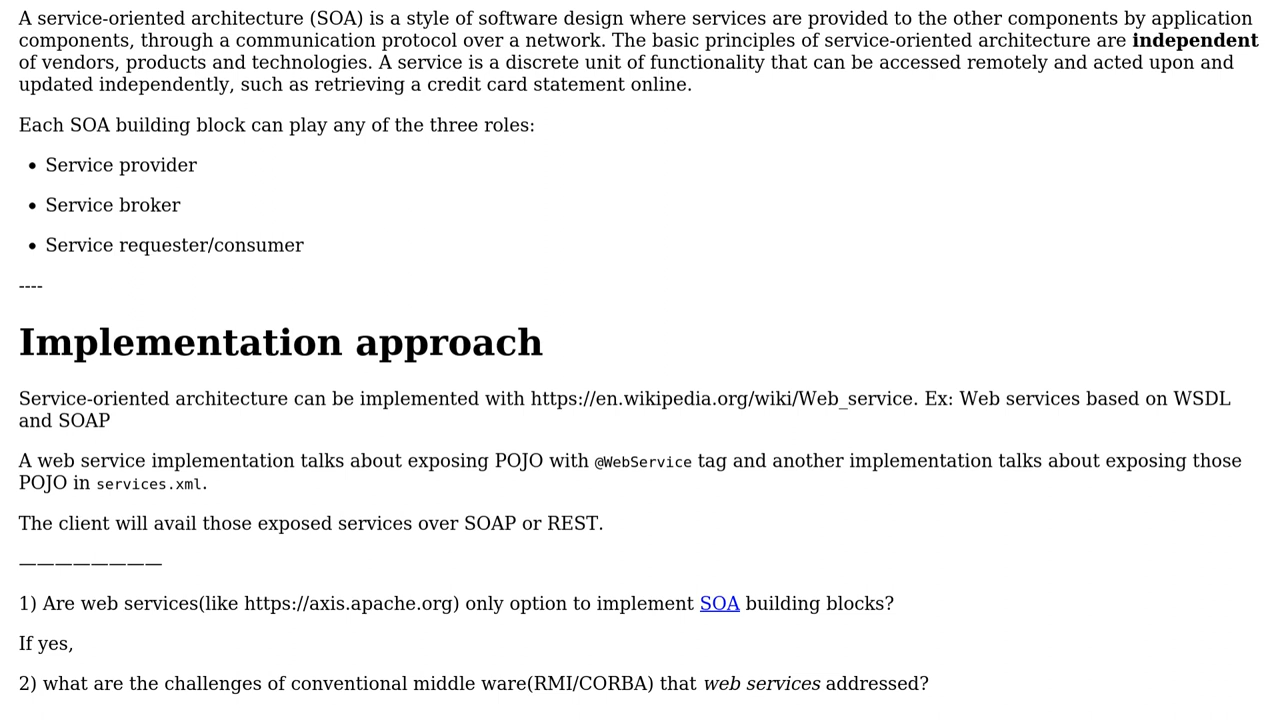 A service-oriented architecture (SOA) is a style of software design where services are provided to the other components by application
components, through a communication protocol over a network. The basic principles of service-oriented architecture are independent
of vendors, products and technologies. A service is a discrete unit of functionality that can be accessed remotely and acted upon and
updated independently, such as retrieving a credit card statement online.
Each SOA building block can play any of the three roles:
• Service provider
• Service broker
• Service requester/consumer
----
Implementation approach
Service-oriented architecture can be implemented with https://en.wikipedia.org/wiki/Web_service. Ex: Web services based on WSDL
and SOAP
A web service implementation talks about exposing POJO with @WebService tag and another implementation talks about exposing those
POJO in services.xml.
The client will avail those exposed services over SOAP or REST.
————————
1) Are web services(like https://axis.apache.org) only option to implement SOA building blocks?
If yes,
2) what are the challenges of conventional middle ware(RMI/CORBA) that web services addressed?